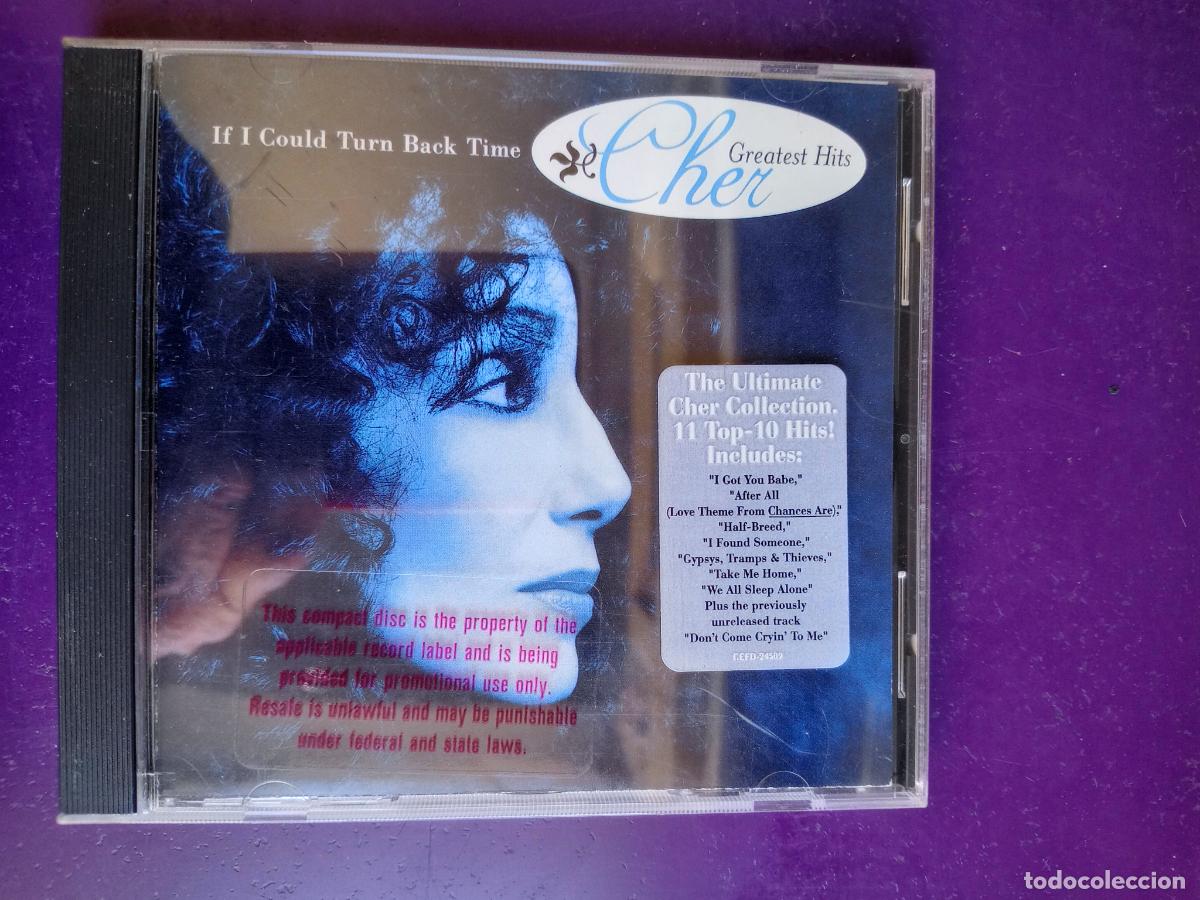 If I Could Turn Back Time
Cher
Greatest Hits
The Ultimate
Cher Collection.
11 Top-10 Hits!
Includes:
"I Got You Babe,"
"After All
(Love Theme From Chances Are),"
"Half-Breed,"
"I Found Someone,"
"Gypsys, Tramps & Thieves,"
"Take Me Home,"
"We All Sleep Alone"
Plus the previously
unreleased track
"Don't Come Cryin' To Me"
GEFD-24509
This compact disc is the property of the
applicable record label and is being
provided for promotional use only.
Resale is unlawful and may be punishable
under federal and state laws.
todocoleccion